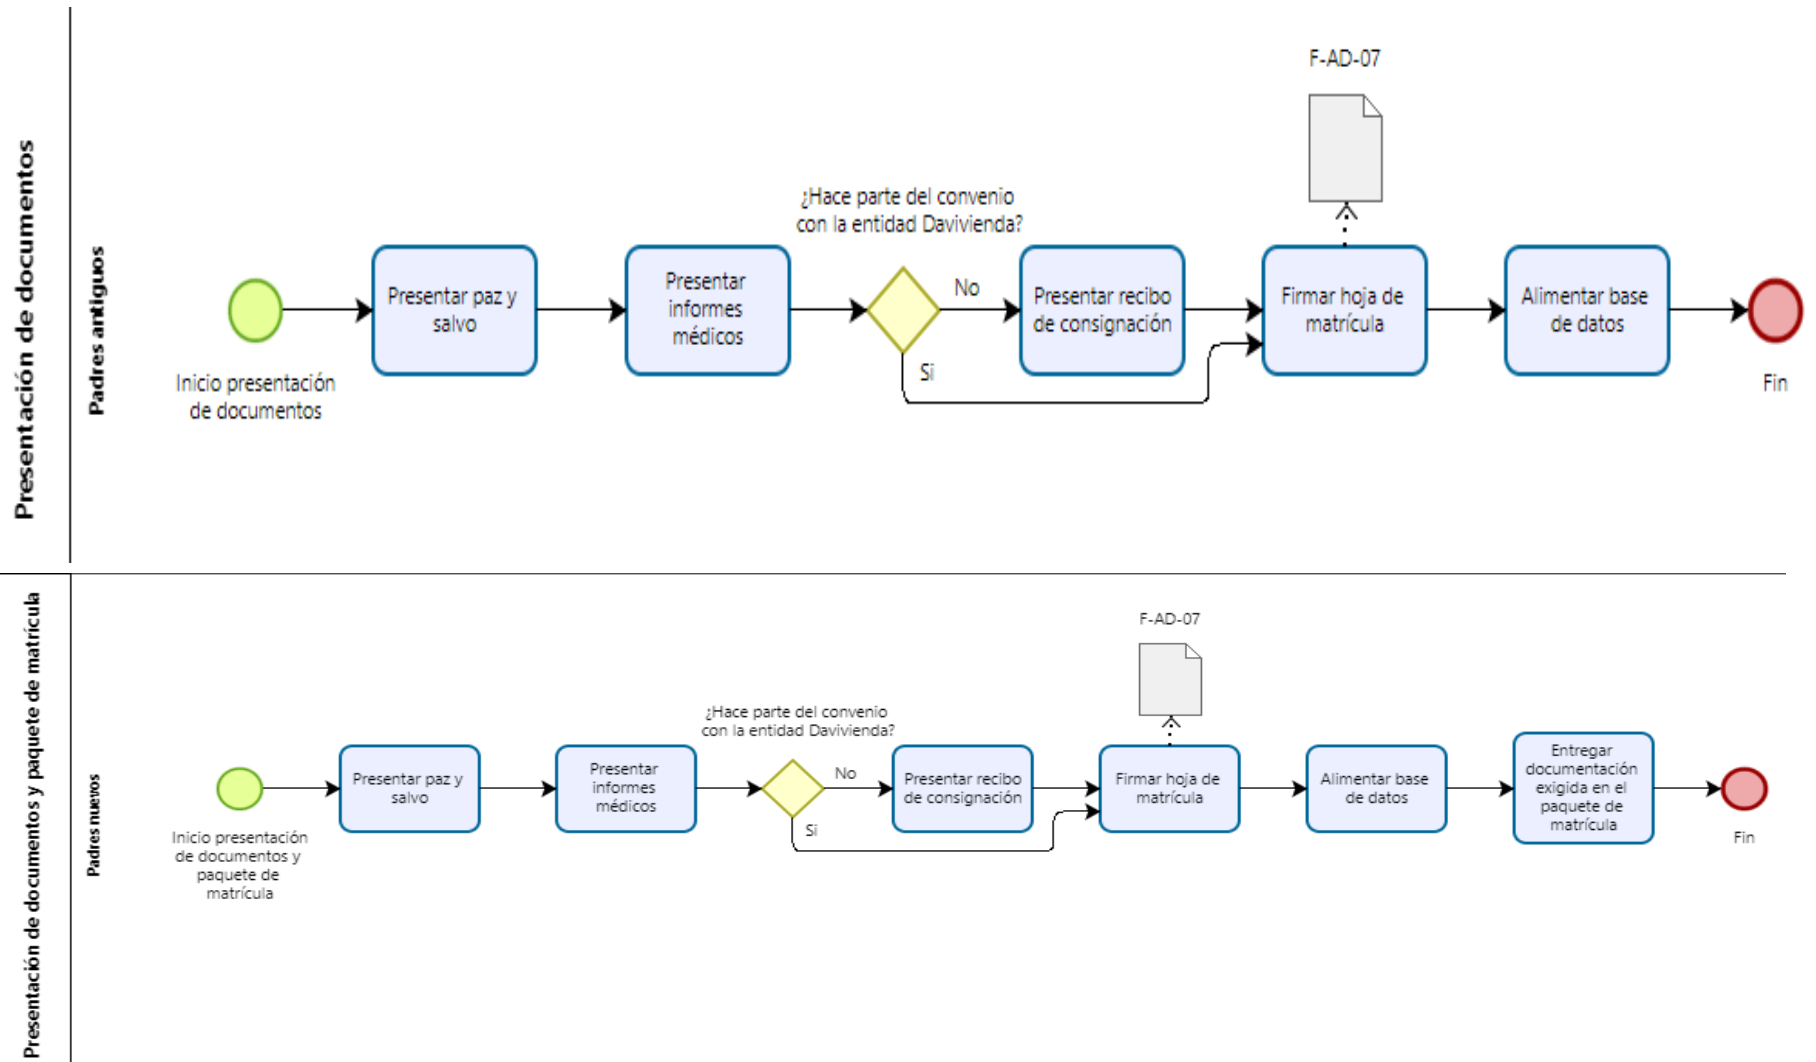 Presentación de documentos
Padres antiguos
Inicio presentación
de documentos
Presentar paz y
salvo
Presentar
informes
médicos
¿Hace parte del convenio
con la entidad Davivienda?
No
Si
Presentar recibo
de consignación
F-AD-07
Firmar hoja de
matrícula
Alimentar base
de datos
Fin
Presentación de documentos y paquete de matrícula
Padres nuevos
Inicio presentación
de documentos y
paquete de
matrícula
Presentar paz y
salvo
Presentar
informes
médicos
¿Hace parte del convenio
con la entidad Davivienda?
No
Si
Presentar recibo
de consignación
F-AD-07
Firmar hoja de
matrícula
Alimentar base
de datos
Entregar
documentación
exigida en el
paquete de
matrícula
Fin